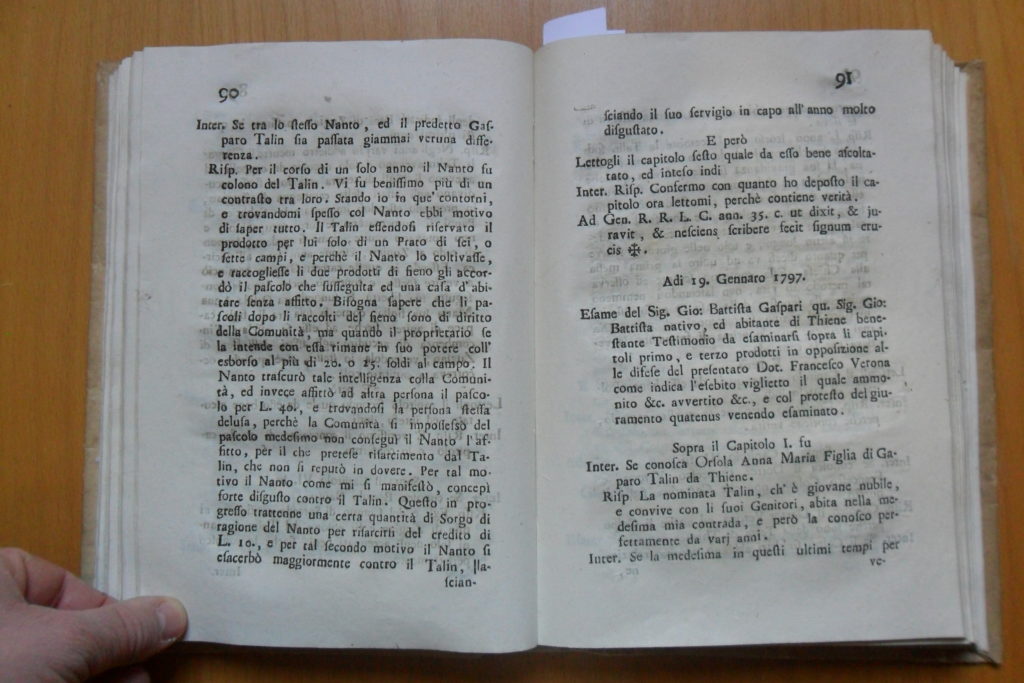 90
Inter. Se tra lo ſteſſo Nanto, ed il predetto Gaſ-
paro Talin ſia paſſata giammai veruna diffe-
renza.
Riſp. Per il corſo di un ſolo anno il Nanto fu
colono del Talin. Vi fu beniſſimo più di un
contraſto tra loro. Stando io in que' contorni,
e trovandomi ſpeſſo col Nanto ebbi motivo
di ſaper tutto. Il Talin eſſendoſi riſervato il
prodotto per lui ſolo di un Prato di ſei, o
ſette campi, e perchè il Nanto lo coltivaſſe,
e raccoglieſſe li due prodotti di fieno gli accor-
dò il paſcolo che ſuſſeguita ed una caſa d'abi-
tare ſenza affitto. Biſogna ſapere che li pa-
ſcoli dopo li raccolti del fieno ſono di diritto
della Comunità, ma quando il proprietario ſe
la intende con eſſa rimane in ſuo potere coll'
esborſo al più di 20. o 25. ſoldi al campo. Il
Nanto traſcurò tale intelligenza colla Comuni-
tà, ed invece affittò ad altra perſona il paſco-
lo per L. 40., e trovandoſi la perſona ſteſſa
deluſa, perchè la Comunità ſi impoſſeſsò del
paſcolo medeſimo non conſeguì il Nanto l'af-
fitto, per il che preteſe riſarcimento dal Ta-
lin, che non ſi reputò in dovere. Per tal mo-
tivo il Nanto come mi ſi manifeſtò, concepì
forte diſguſto contro il Talin. Queſto in pro-
greſſo trattenne una certa quantità di Sorgo di
ragione del Nanto per riſarcirſi del credito di
L. 10., e per tal ſecondo motivo il Nanto ſi
eſacerbò maggiormente contro il Talin, la-
ſcian-
91
ſciando il ſuo ſervigio in capo all' anno molto
diſguſtato.
E però
Lettogli il capitolo ſeſto quale da eſſo bene aſcolta-
tato, ed inteſo indi
Inter. Riſp. Confermo con quanto ho depoſto il ca-
pitolo ora lettomi, perchè contiene verità.
Ad Gen. R. R. L. C. ann. 35. c. ut dixit, & ju-
ravit, & neſciens ſcribere fecit ſignum cru-
cis ✠.
Adi 19. Gennaro 1797.
Eſame del Sig. Gio: Battiſta Gaſpari qu. Sig. Gio:
Battiſta nativo, ed abitante di Thiene bene-
ſtante Teſtimonio da eſaminarſi ſopra li capi-
toli primo, e terzo prodotti in oppoſizione al-
le difeſe del preſentato Dot. Franceſco Verona
come indica l'eſebito viglietto il quale ammo-
nito &c. avvertito &c., e col proteſto del giu-
ramento quatenus venendo eſaminato.
Sopra il Capitolo I. fu
Inter. Se conoſca Orſola Anna Maria Figlia di Ga-
paro Talin da Thiene.
Riſp La nominata Talin, ch' è giovane nubile,
e convive con li ſuoi Genitori, abita nella me-
deſima mia contrada, e però la conoſco per-
fettamente da varj anni.
Inter. Se la medeſima in queſti ultimi tempi per
ve-